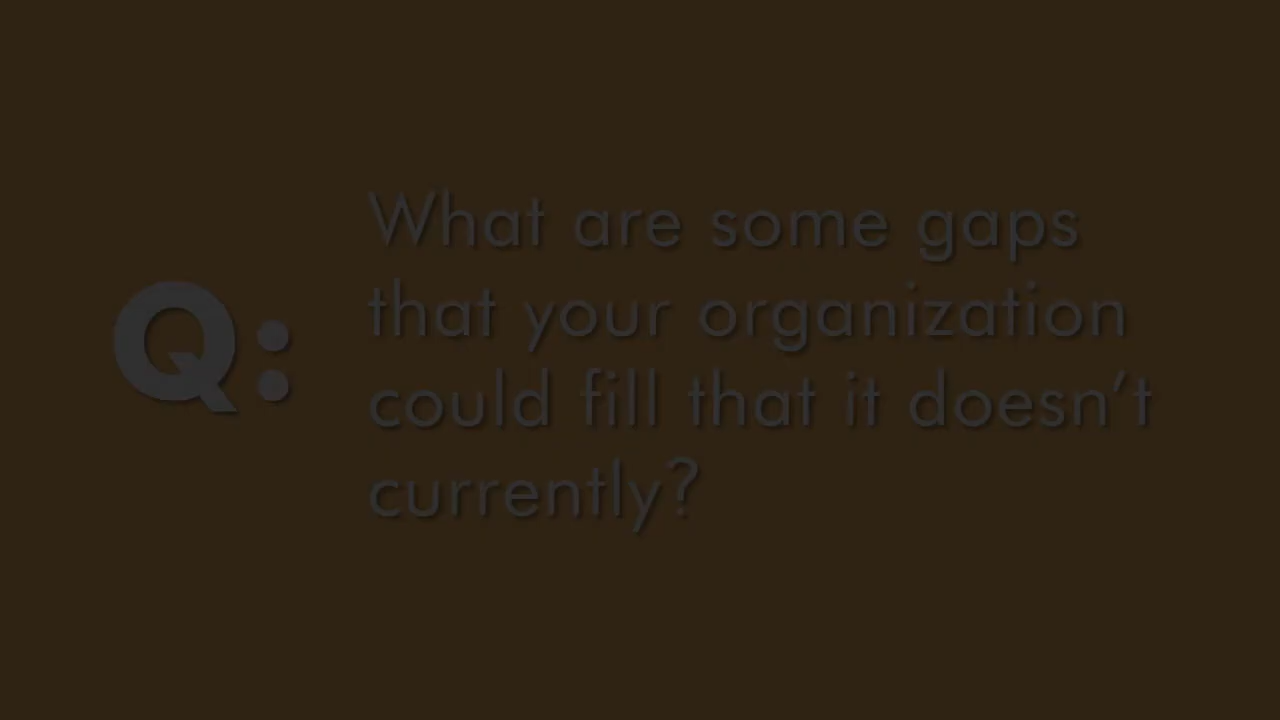 Q:
What are some gaps
that your organization
could fill that it doesn’t
currently?